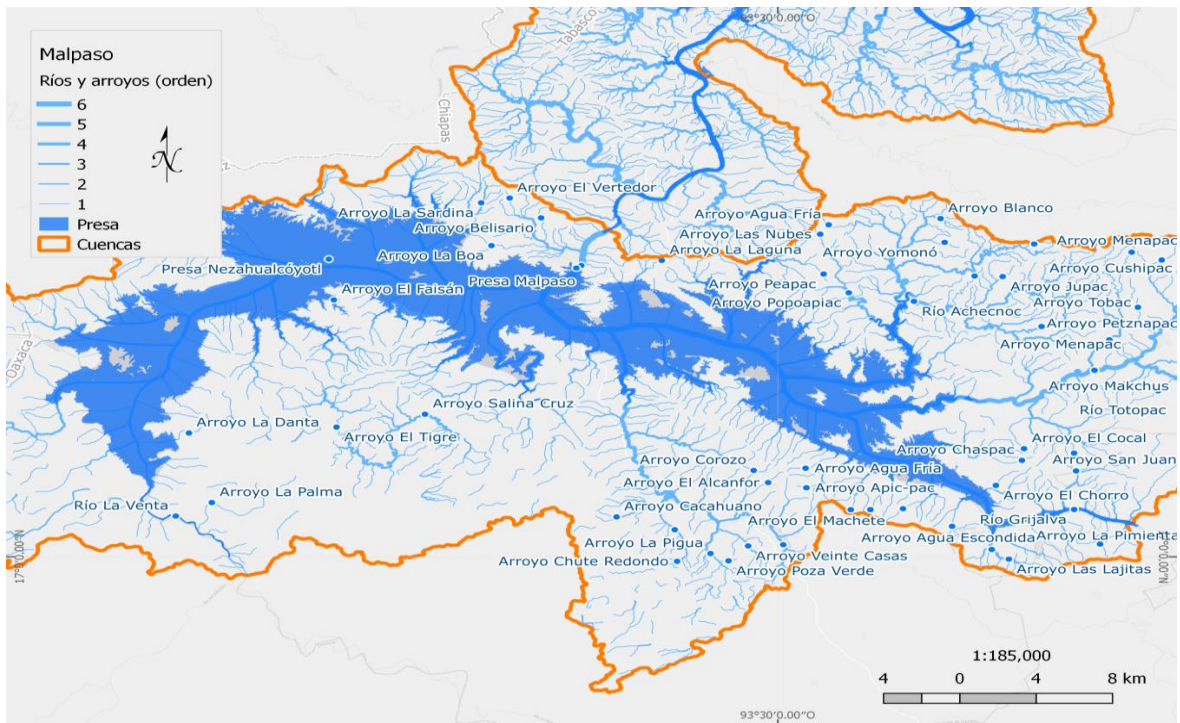 93°30'0.00"O
Malpaso
Ríos y arroyos (orden)
6
5
4
3
2
1
Presa
Cuencas
N
Tabasco
Chiapas
Oaxaca
Arroyo El Vertedor
Arroyo La Sardina
Arroyo Belisario
Arroyo La Boa
Presa Nezahualcóyotl
Presa Malpaso
Arroyo El Faisán
Arroyo Agua Fría
Arroyo Las Nubes
Arroyo La Laguna
Arroyo Blanco
Arroyo Yomonó
Arroyo Menapac
Arroyo Cushipac
Arroyo Peapac
Arroyo Jupac
Arroyo Popoapiac
Arroyo Tobac
Río Achecnoc
Arroyo Petznapac
Arroyo Menapac
Arroyo Makchus
Río Totopac
Arroyo Salina Cruz
Arroyo La Danta
Arroyo El Tigre
Arroyo La Palma
Río La Venta
Arroyo Chaspac
Arroyo El Cocal
Arroyo Corozo
Arroyo Agua Fría
Arroyo San Juan
Arroyo El Alcanfor
Arroyo Apic-pac
Arroyo El Chorro
Arroyo Cacahuano
Arroyo El Machete
Río Grijalva
Arroyo Agua Escondida
Arroyo La Pimienta
Arroyo La Pigua
Arroyo Veinte Casas
Arroyo Chute Redondo
Arroyo Poza Verde
Arroyo Las Lajitas
1:185,000
4 0 4 8 km
93°30'0.00"O